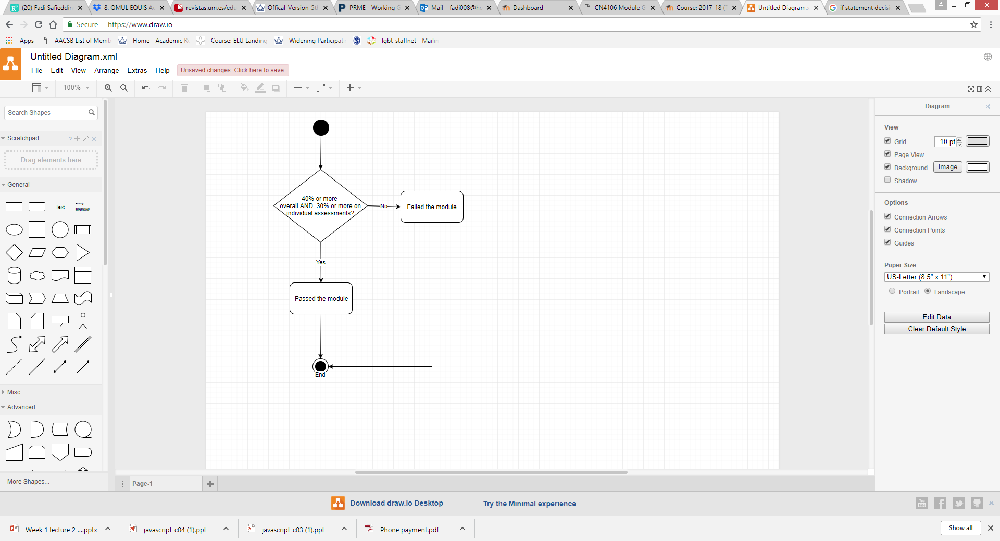 (20) Fadi Safieddin
8. QMUL EQUIS Ac
revistas.um.es/edu
Offical-Version-5th
PRME - Working G
Mail – fadi008@ho
Dashboard
CN4106 Module G
Course: 2017-18 (T
Untitled Diagram.x
if statement decis
Secure
https://www.draw.io
Apps
AACSB List of Memb
Home - Academic Re
Course: ELU Landing
Widening Participati
lgbt-staffnet - Mailin
Untitled Diagram.xml
File Edit View Arrange Extras Help
Unsaved changes. Click here to save.
100%
Search Shapes
Scratchpad
?
Drag elements here
General
Text
Heading
Misc
Advanced
More Shapes...
40% or more
overall AND 30% or more on
individual assessments?
No
Failed the module
Yes
Passed the module
End
Page-1
Diagram
View
Grid
10 pt
Page View
Background
Image
Shadow
Options
Connection Arrows
Connection Points
Guides
Paper Size
US-Letter (8,5" x 11")
Portrait
Landscape
Edit Data
Clear Default Style
Download draw.io Desktop
Try the Minimal experience
You
Tube
Week 1 lecture 2 ....pptx
javascript-c04 (1).ppt
javascript-c03 (1).ppt
Phone payment.pdf
Show all